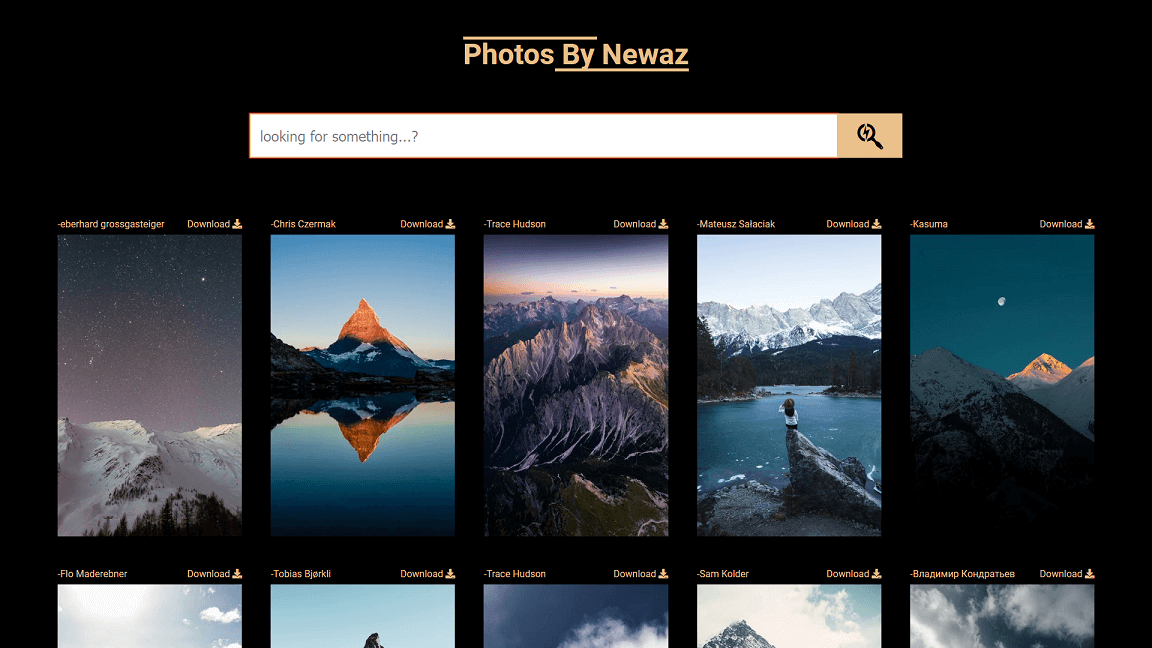 Photos By Newaz
looking for something...?
-eberhard grossgasteiger Download
-Chris Czermak Download
-Trace Hudson Download
-Mateusz Sałaciak Download
-Kasuma Download
-Flo Maderebner Download
-Tobias Bjørkli Download
-Trace Hudson Download
-Sam Kolder Download
-Владимир Кондратьев Download